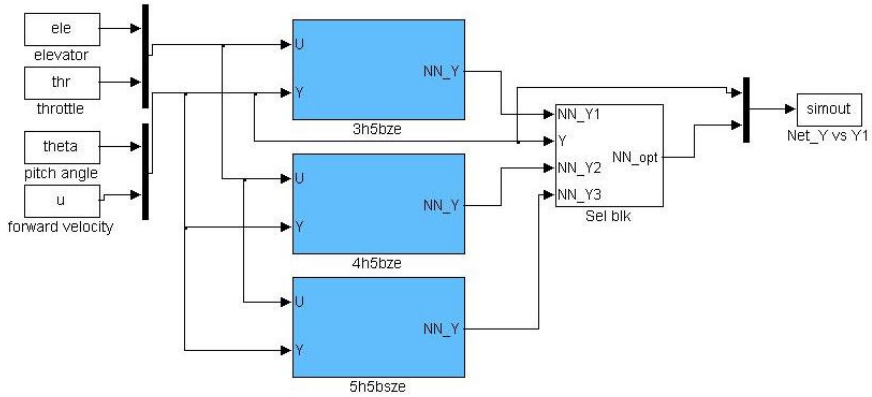 ele
elevator
thr
throttle
theta
pitch angle
u
forward velocity
U
Y
NN_Y
3h5bze
U
Y
NN_Y
4h5bze
U
Y
NN_Y
5h5bsze
NN_Y1
Y
NN_Y2
NN_Y3
NN_opt
Sel blk
simout
Net_Y vs Y1